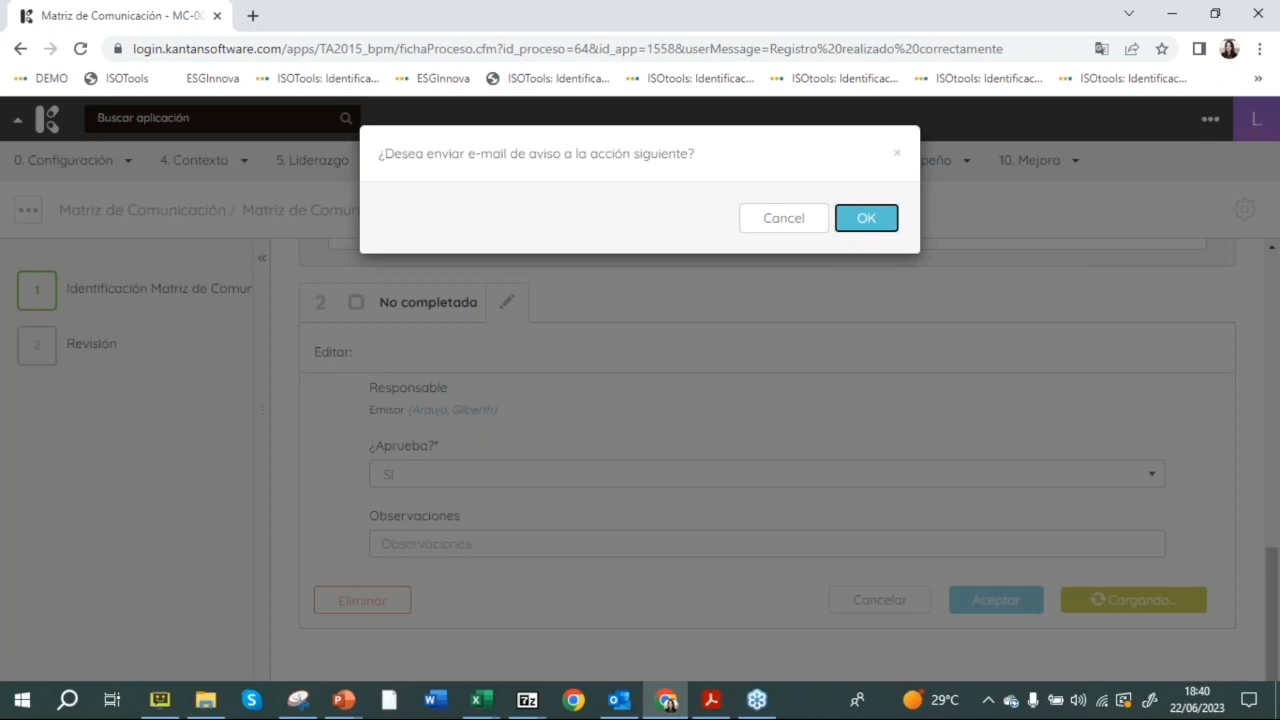 Matriz de Comunicación - MC-00
login.kantansoftware.com/apps/TA2015_bpm/fichaProceso.cfm?id_proceso=64&id_app=1558&userMessage=Registro%20realizado%20correctamente
DEMO ISOTools ESGInnova ISOTools: Identifica... ESGInnova ISOTools: Identifica... ISOtools: Identificac... ISOtools: Identificac... ISOtools: Identificac... ISOtools: Identificac... »
Buscar aplicación L
0. Configuración 4. Contexto 5. Liderazgo peño 10. Mejora
¿Desea enviar e-mail de aviso a la acción siguiente? ×
Cancel OK
Matriz de Comunicación / Matriz de Comun
«
1 Identificación Matriz de Comur
2 Revisión
2 No completada
Editar:
Responsable
Emisor (Araujo, Gilberth)
¿Aprueba?*
SI
Observaciones
Observaciones
Eliminar Cancelar Aceptar Cargando...
29°C
18:40
22/06/2023